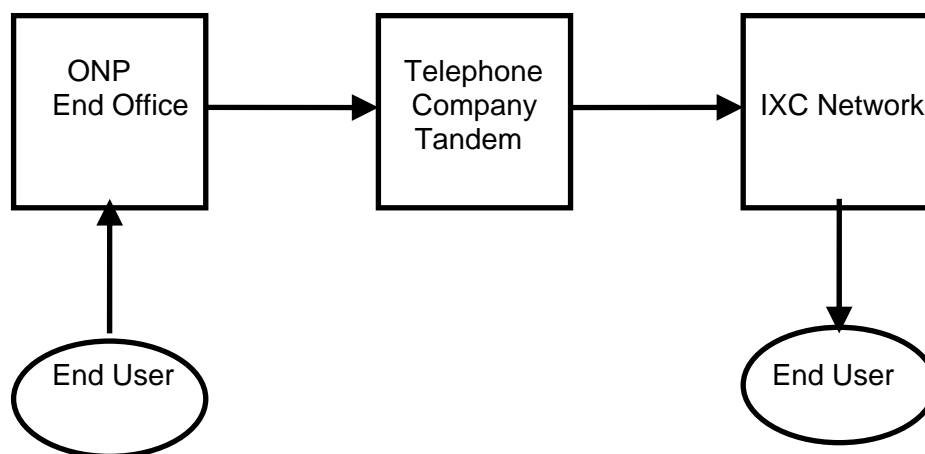 ONP
End Office
Telephone
Company
Tandem
IXC Network
End User
End User